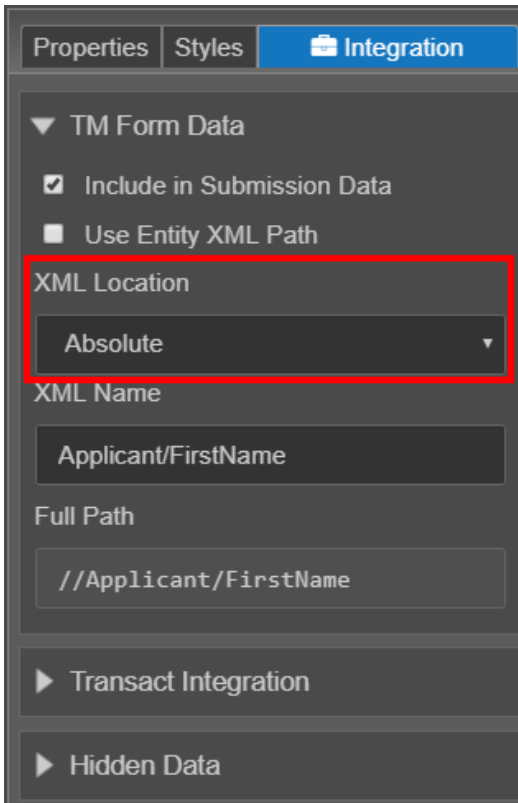 Properties Styles Integration
TM Form Data
Include in Submission Data
Use Entity XML Path
XML Location
Absolute
XML Name
Applicant/FirstName
Full Path
//Applicant/FirstName
Transact Integration
Hidden Data